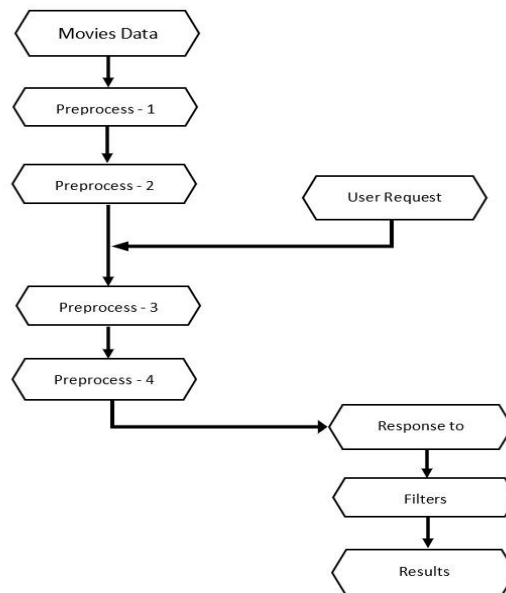 Movies Data
Preprocess - 1
Preprocess - 2
User Request
Preprocess - 3
Preprocess - 4
Response to
Filters
Results